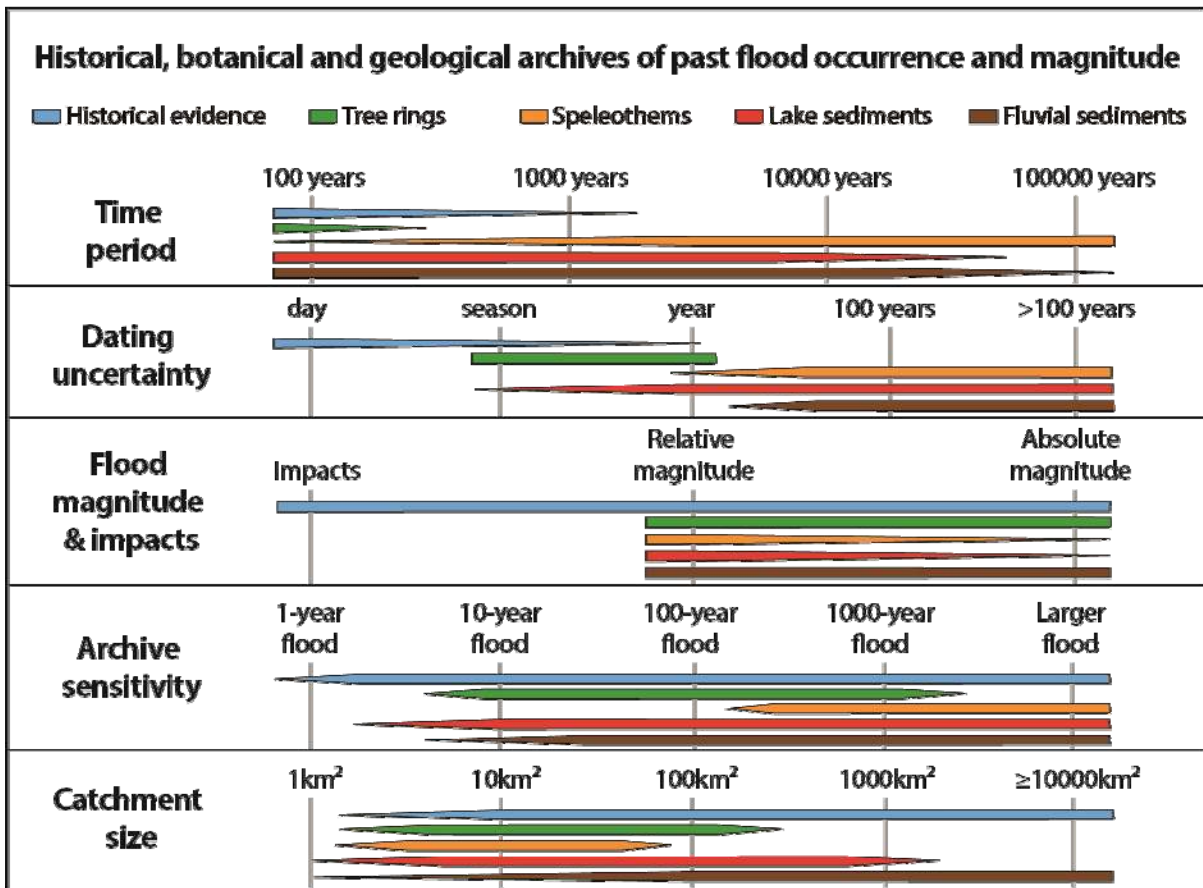 Historical, botanical and geological archives of past flood occurrence and magnitude
Historical evidence Tree rings Speleothems Lake sediments Fluvial sediments
Time
period
100 years 1000 years 10000 years 100000 years
Dating
uncertainty
day season year 100 years >100 years
Flood
magnitude
& impacts
Impacts
Relative
magnitude
Absolute
magnitude
Archive
sensitivity
1-year
flood
10-year
flood
100-year
flood
1000-year
flood
Larger
flood
Catchment
size
1km² 10km² 100km² 1000km² ≥10000km²